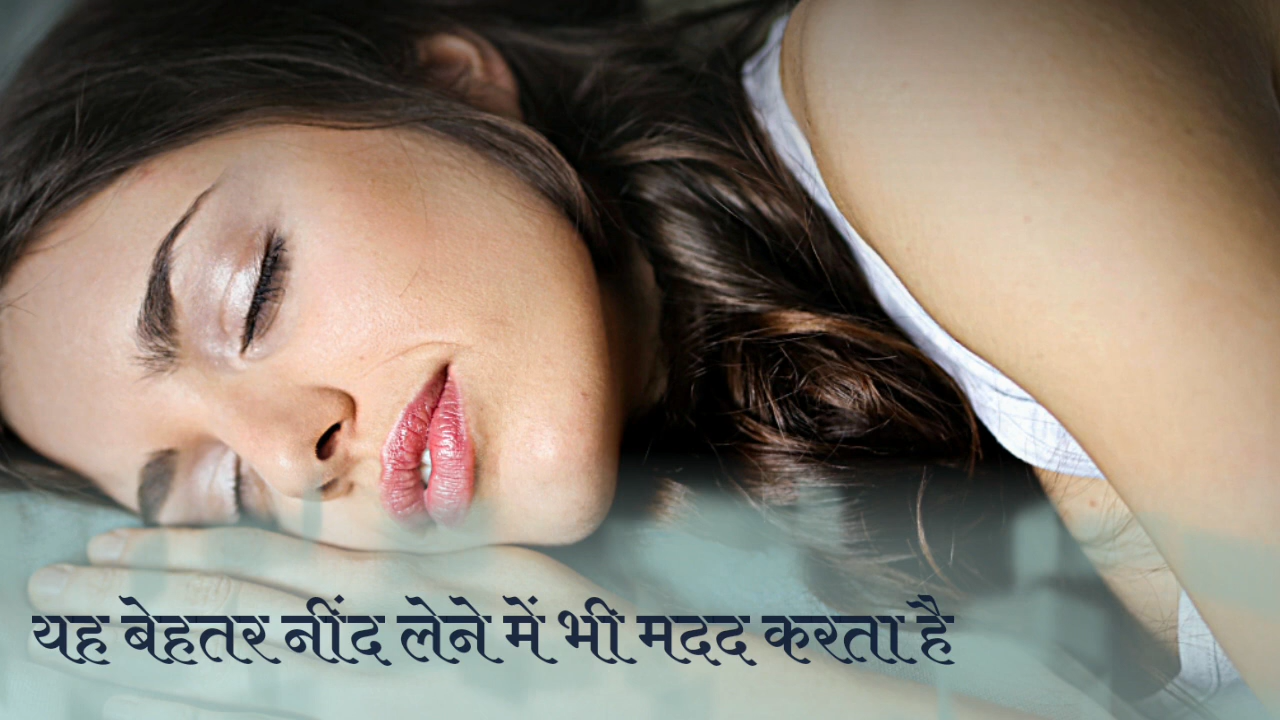 यह बेहतर नींद लेने में भी मदद करता है